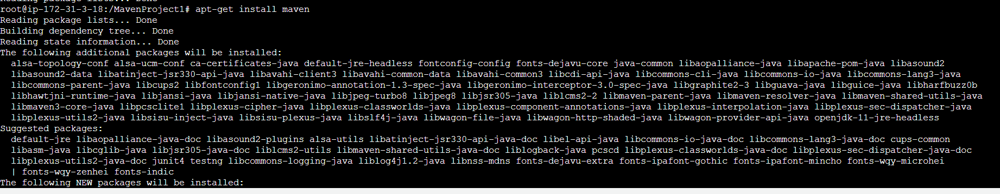 Reading package lists... Done
root@ip-172-31-3-18:/MavenProject1# apt-get install maven
Reading package lists... Done
Building dependency tree... Done
Reading state information... Done
The following additional packages will be installed:
  alsa-topology-conf alsa-ucm-conf ca-certificates-java default-jre-headless fontconfig-config fonts-dejavu-core java-common libaopalliance-java libapache-pom-java libasound2
  libasound2-data libatinject-jsr330-api-java libavahi-client3 libavahi-common-data libavahi-common3 libcdi-api-java libcommons-cli-java libcommons-io-java libcommons-lang3-java
  libcommons-parent-java libcups2 libfontconfig1 libgeronimo-annotation-1.3-spec-java libgeronimo-interceptor-3.0-spec-java libgraphite2-3 libguava-java libguice-java libharfbuzz0b
  libhawtjni-runtime-java libjansi-java libjansi-native-java libjpeg-turbo8 libjpeg8 libjsr305-java liblcms2-2 libmaven-parent-java libmaven-resolver-java libmaven-shared-utils-java
  libmaven3-core-java libpcsclite1 libplexus-cipher-java libplexus-classworlds-java libplexus-component-annotations-java libplexus-interpolation-java libplexus-sec-dispatcher-java
  libplexus-utils2-java libsisu-inject-java libsisu-plexus-java libslf4j-java libwagon-file-java libwagon-http-shaded-java libwagon-provider-api-java openjdk-11-jre-headless
Suggested packages:
  default-jre libaopalliance-java-doc libasound2-plugins alsa-utils libatinject-jsr330-api-java-doc libel-api-java libcommons-io-java-doc libcommons-lang3-java-doc cups-common
  libasm-java libcglib-java libjsr305-java-doc liblcms2-utils libmaven-shared-utils-java-doc liblogback-java pcscd libplexus-classworlds-java-doc libplexus-sec-dispatcher-java-doc
  libplexus-utils2-java-doc junit4 testng libcommons-logging-java liblog4j1.2-java libnss-mdns fonts-dejavu-extra fonts-ipafont-gothic fonts-ipafont-mincho fonts-wqy-microhei
  | fonts-wqy-zenhei fonts-indic
The following NEW packages will be installed: